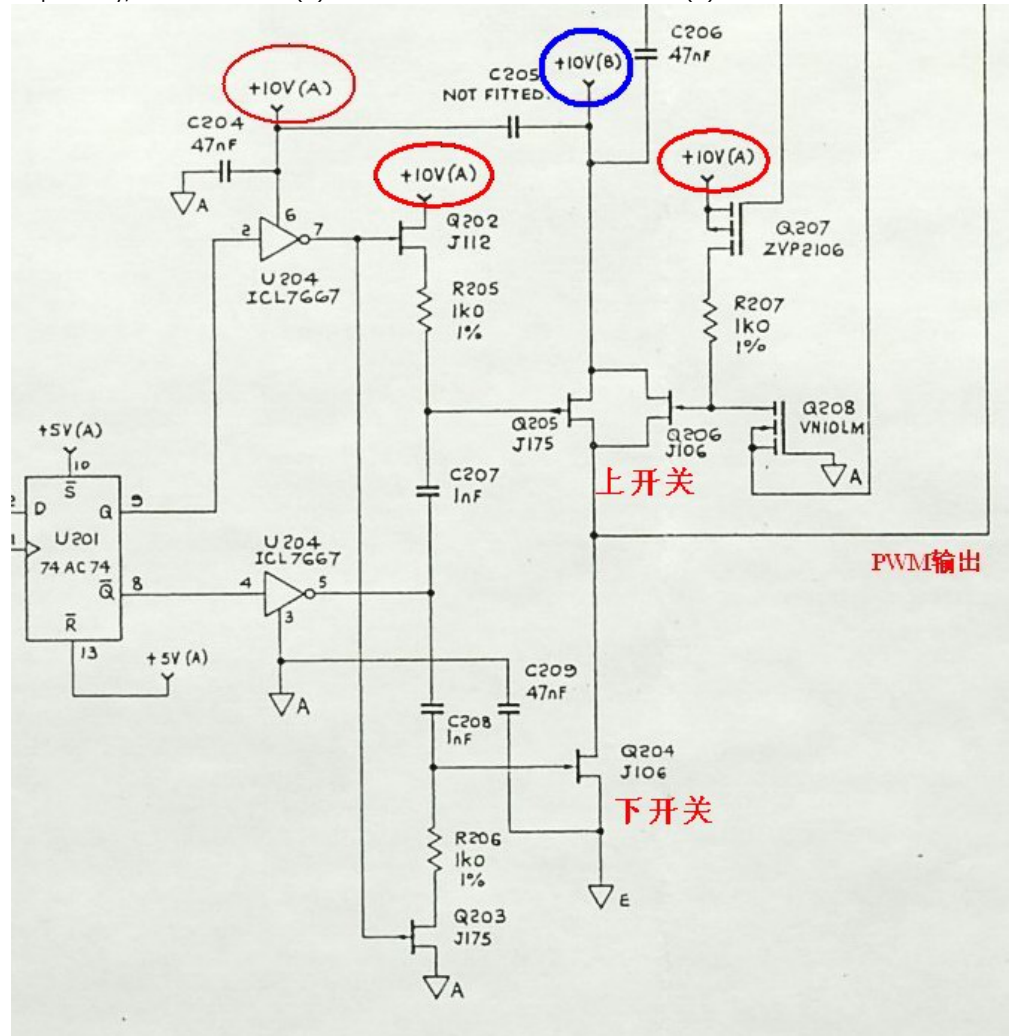 C206
47nF
+10V(B)
C205
NOT FITTED.
+10V(A)
C204
47nF
A
+10V(A)
+10V(A)
6
2
7
U204
ICL7667
Q202
J112
Q207
ZVP2106
R205
1k0
1%
R207
1k0
1%
Q205
J175
Q206
J106
Q208
VN10LM
A
上开关
+5V(A)
10
S
D
Q
9
U201
74AC74
Q
8
R
13
+5V(A)
C207
1nF
U204
ICL7667
4
5
3
A
PWM输出
C209
47nF
C208
1nF
Q204
J106
下开关
R206
1k0
1%
E
Q203
J175
A